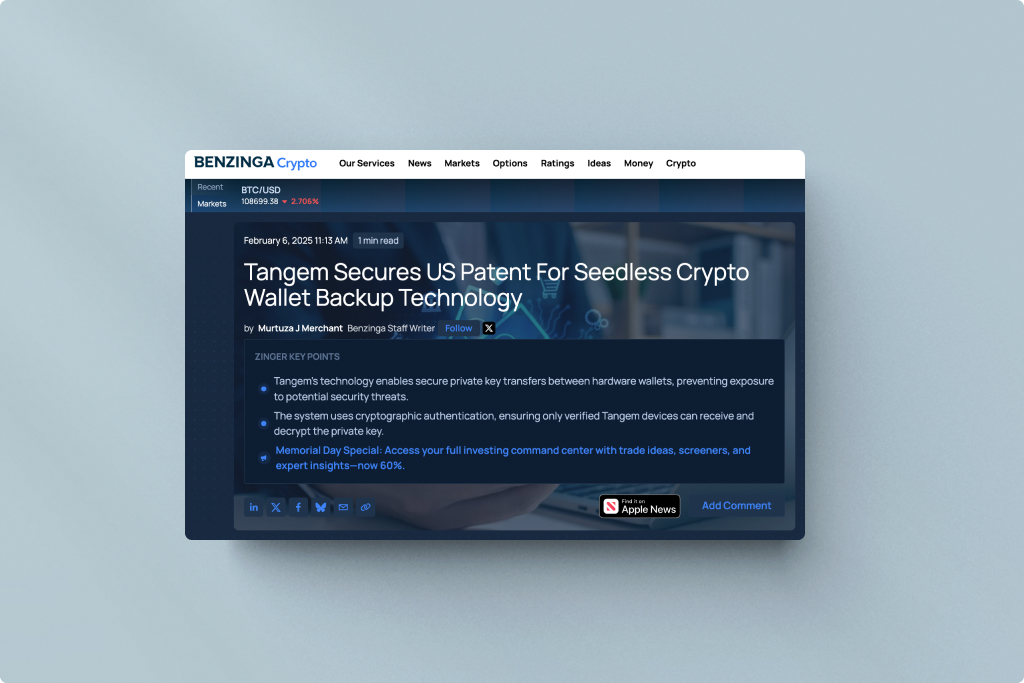 BENZINGA Crypto
Our Services News Markets Options Ratings Ideas Money Crypto
Recent
Markets
BTC/USD
108699.38 2.706%
February 6, 2025 11:13 AM 1 min read
Tangem Secures US Patent For Seedless Crypto
Wallet Backup Technology
by Murtuza J Merchant Benzinga Staff Writer Follow
ZINGER KEY POINTS
Tangem's technology enables secure private key transfers between hardware wallets, preventing exposure
to potential security threats.
The system uses cryptographic authentication, ensuring only verified Tangem devices can receive and
decrypt the private key.
Memorial Day Special: Access your full investing command center with trade ideas, screeners, and
expert insights—now 60%.
Find it on
Apple News
Add Comment